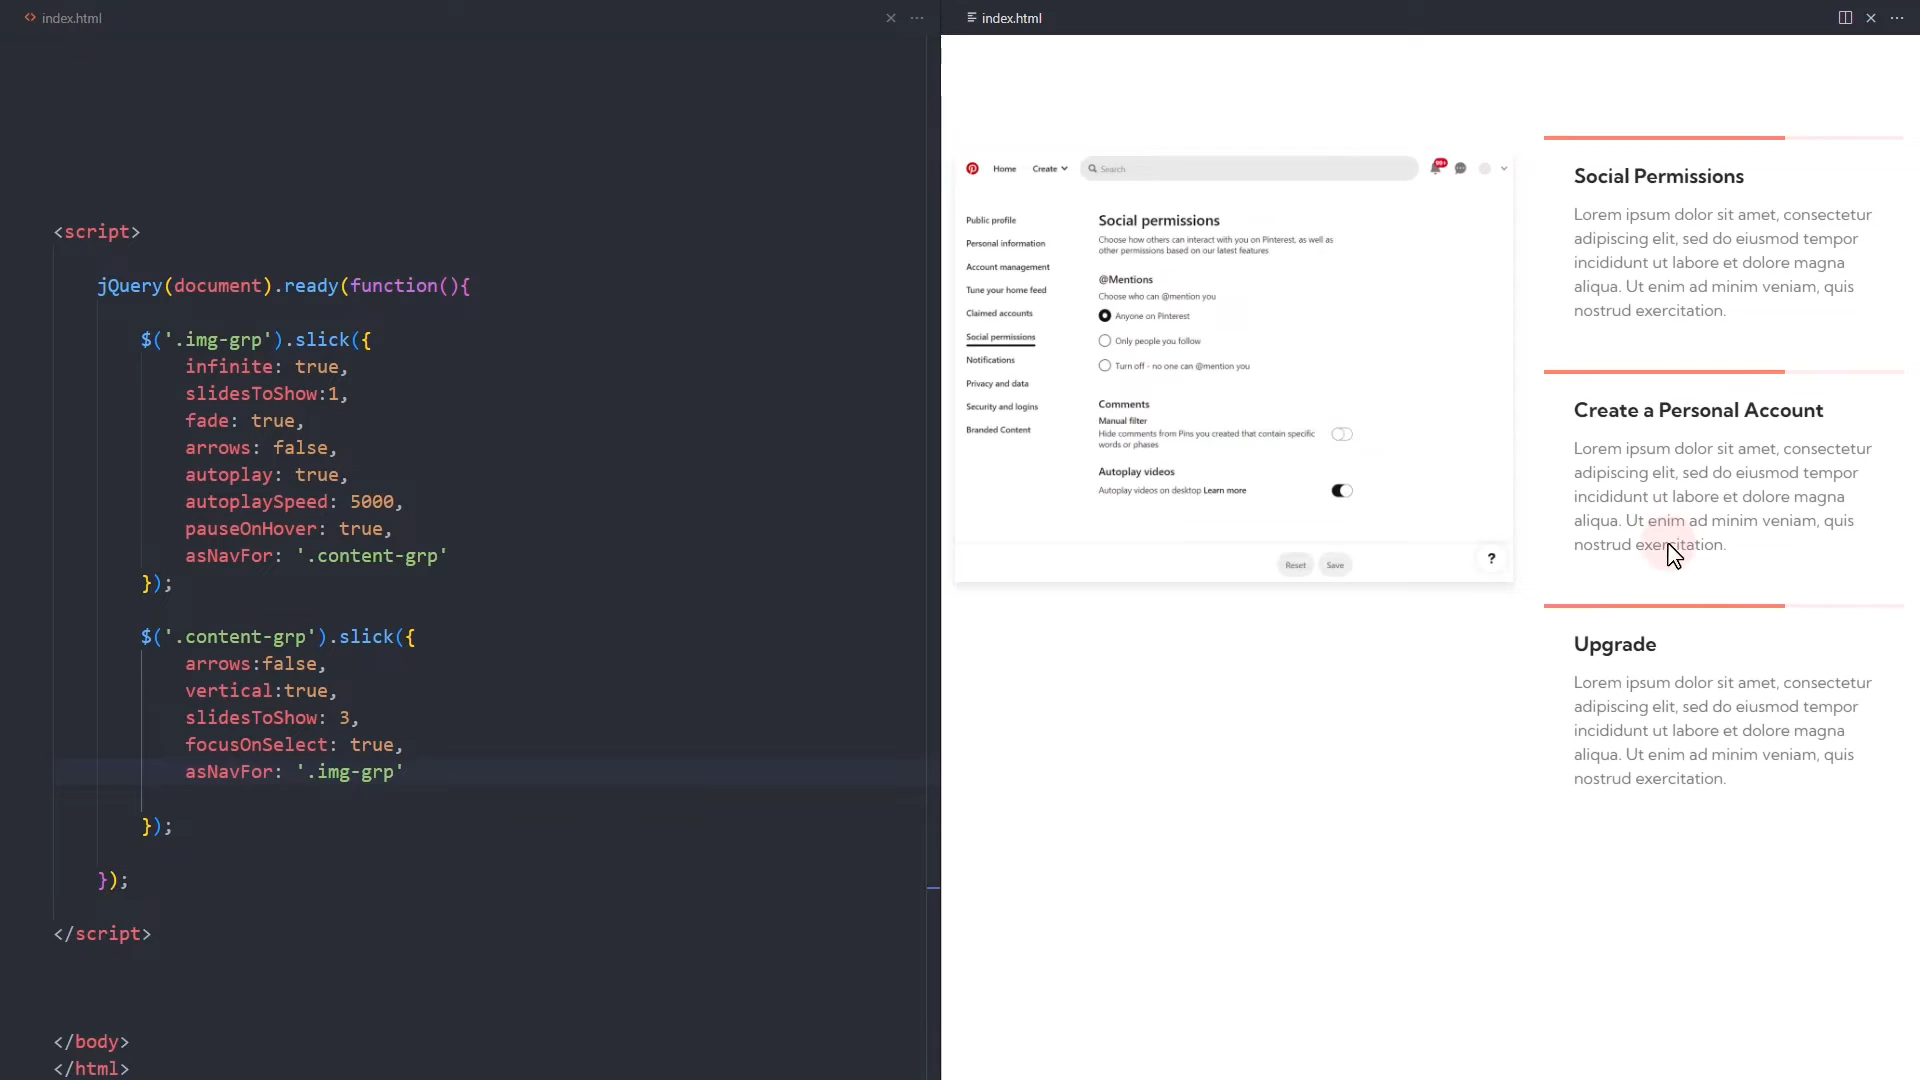 index.html
<script>
jQuery(document).ready(function(){
$('.img-grp').slick({
infinite: true,
slidesToShow:1,
fade: true,
arrows: false,
autoplay: true,
autoplaySpeed: 5000,
pauseOnHover: true,
asNavFor: '.content-grp'
});
$('.content-grp').slick({
arrows:false,
vertical:true,
slidesToShow: 3,
focusOnSelect: true,
asNavFor: '.img-grp'
});
});
</script>
</body>
</html>
index.html
Home Create Search 99+
Public profile
Personal information
Account management
Tune your home feed
Claimed accounts
Social permissions
Notifications
Privacy and data
Security and logins
Branded Content
Social permissions
Choose how others can interact with you on Pinterest, as well as
other permissions based on our latest features
@Mentions
Choose who can @mention you
Anyone on Pinterest
Only people you follow
Turn off - no one can @mention you
Comments
Manual filter
Hide comments from Pins you created that contain specific
words or phases
Autoplay videos
Autoplay videos on desktop Learn more
Reset Save ?
Social Permissions
Lorem ipsum dolor sit amet, consectetur
adipiscing elit, sed do eiusmod tempor
incididunt ut labore et dolore magna
aliqua. Ut enim ad minim veniam, quis
nostrud exercitation.
Create a Personal Account
Lorem ipsum dolor sit amet, consectetur
adipiscing elit, sed do eiusmod tempor
incididunt ut labore et dolore magna
aliqua. Ut enim ad minim veniam, quis
nostrud exercitation.
Upgrade
Lorem ipsum dolor sit amet, consectetur
adipiscing elit, sed do eiusmod tempor
incididunt ut labore et dolore magna
aliqua. Ut enim ad minim veniam, quis
nostrud exercitation.